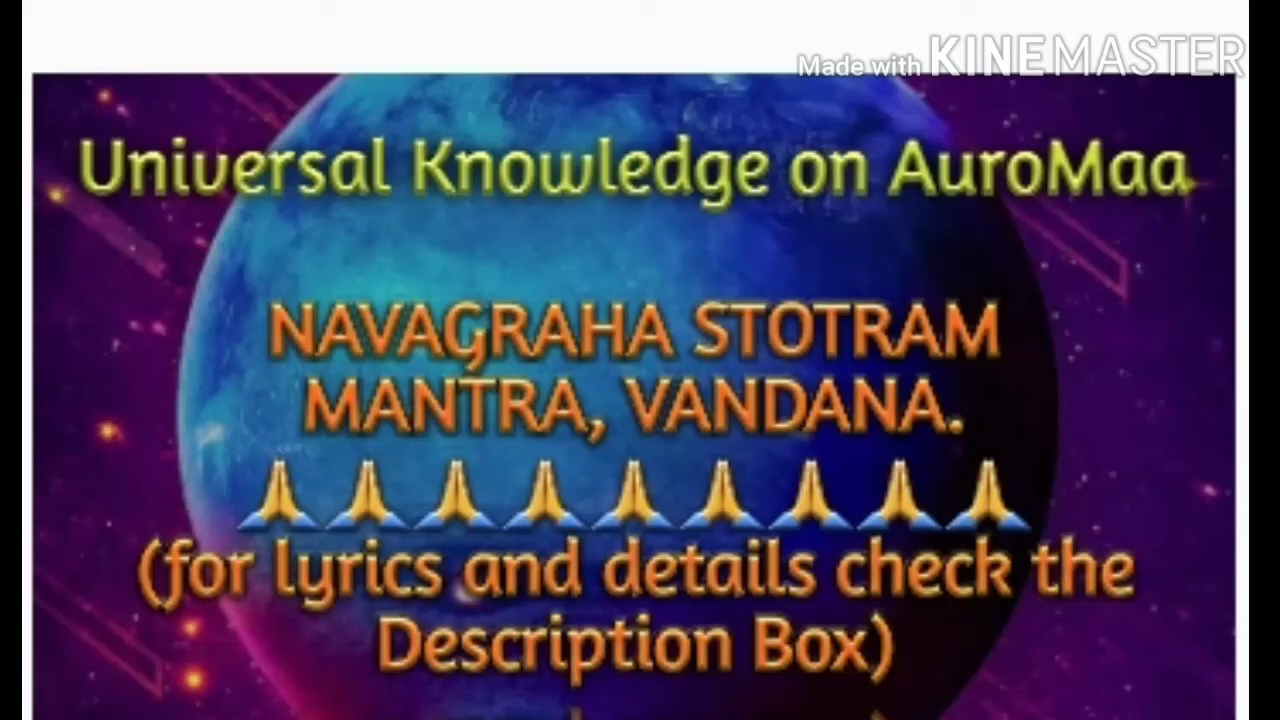 Made with KINEMASTER
Universal Knowledge on AuroMaa
NAVAGRAHA STOTRAM
MANTRA, VANDANA.
🙏🙏🙏🙏🙏🙏🙏🙏🙏
(for lyrics and details check the
Description Box)